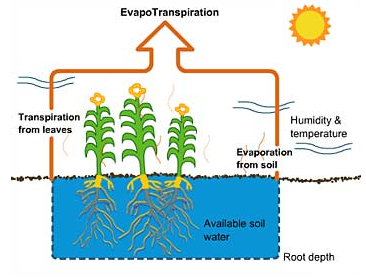 EvapoTranspiration
Transpiration
from leaves
Humidity &
temperature
Evaporation
from soil
Available soil
water
Root depth